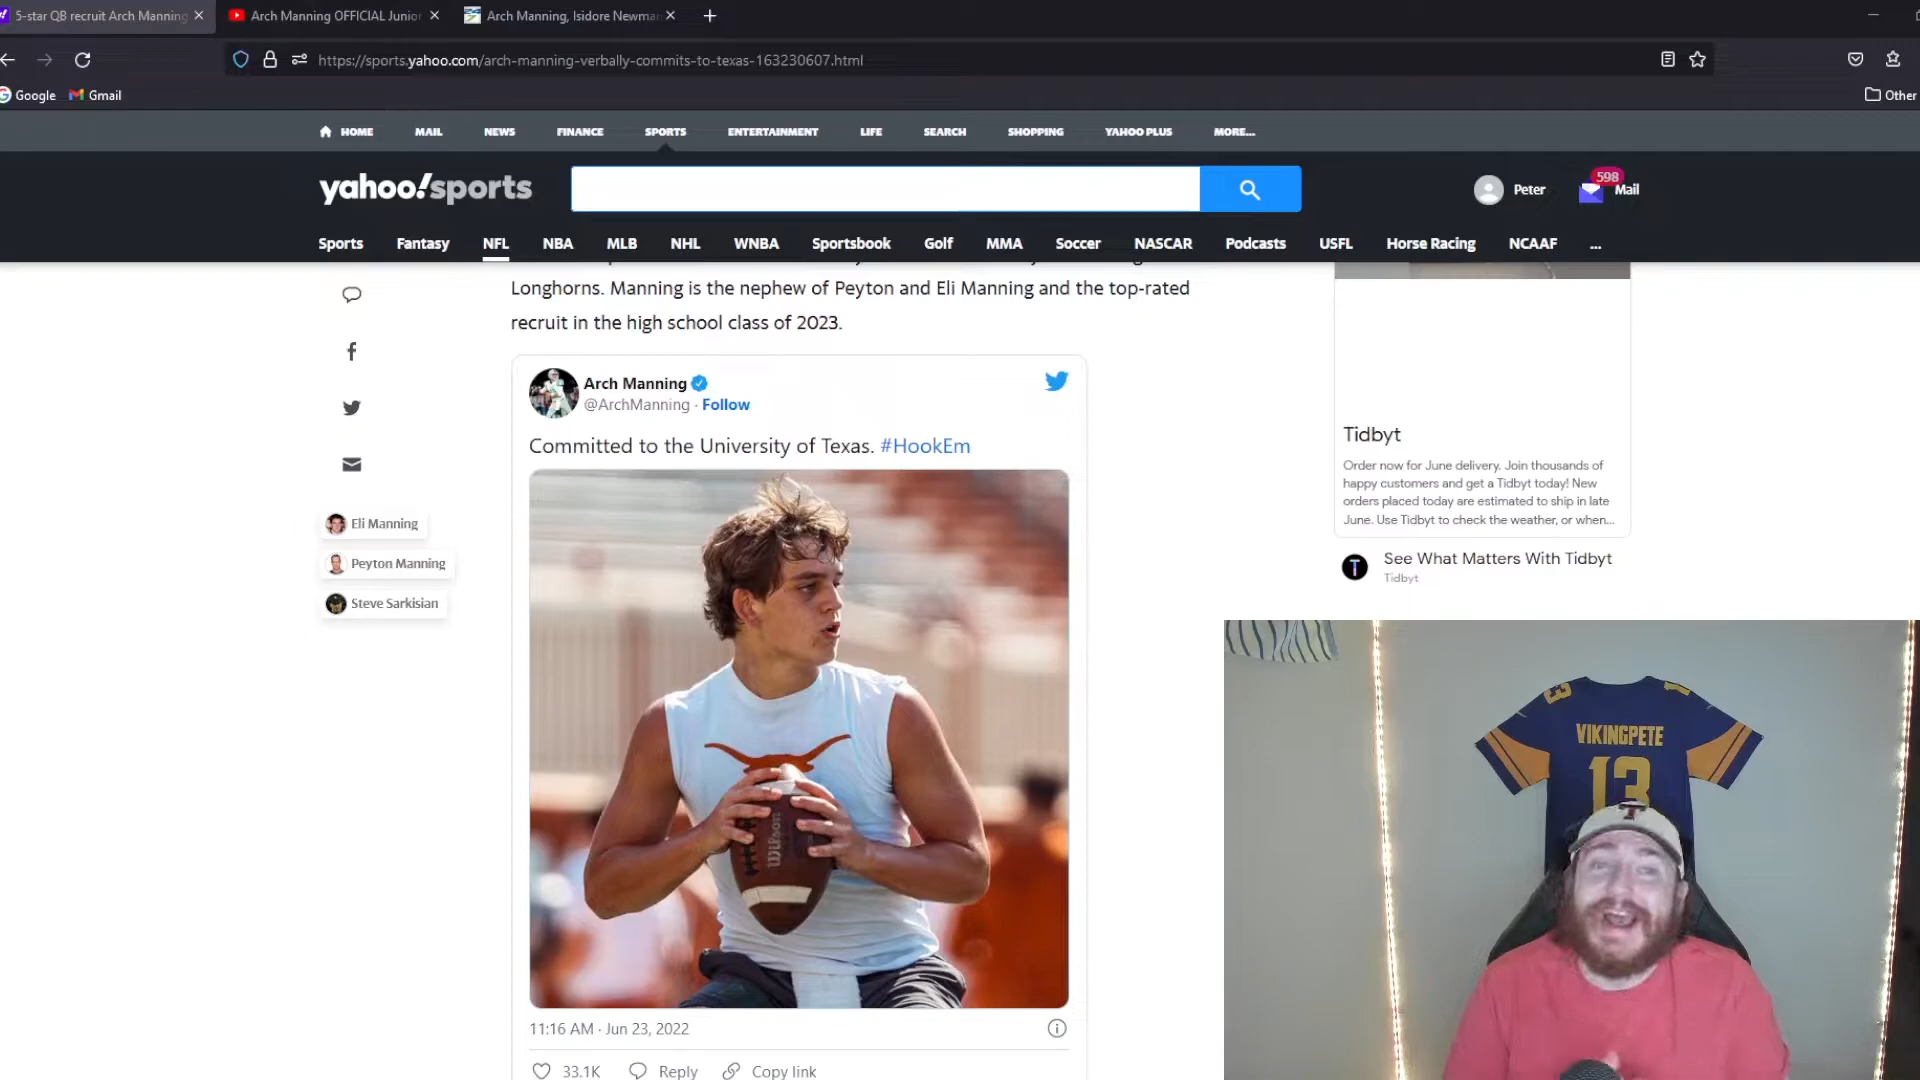 5-star QB recruit Arch Manning
Arch Manning OFFICIAL Junior
Arch Manning, Isidore Newma
https://sports.yahoo.com/arch-manning-verbally-commits-to-texas-163230607.html
Google
Gmail
Other
HOME
MAIL
NEWS
FINANCE
SPORTS
ENTERTAINMENT
LIFE
SEARCH
SHOPPING
YAHOO PLUS
MORE...
yahoo!sports
Peter
598
Mail
Sports
Fantasy
NFL
NBA
MLB
NHL
WNBA
Sportsbook
Golf
MMA
Soccer
NASCAR
Podcasts
USFL
Horse Racing
NCAAF
...
Longhorns. Manning is the nephew of Peyton and Eli Manning and the top-rated
recruit in the high school class of 2023.
Arch Manning
@ArchManning · Follow
Committed to the University of Texas. #HookEm
Wilson
11:16 AM · Jun 23, 2022
33.1K
Reply
Copy link
Eli Manning
Peyton Manning
Steve Sarkisian
Tidbyt
Order now for June delivery. Join thousands of
happy customers and get a Tidbyt today! New
orders placed today are estimated to ship in late
June. Use Tidbyt to check the weather, or when...
T
See What Matters With Tidbyt
Tidbyt
13
VIKINGPETE
13
T